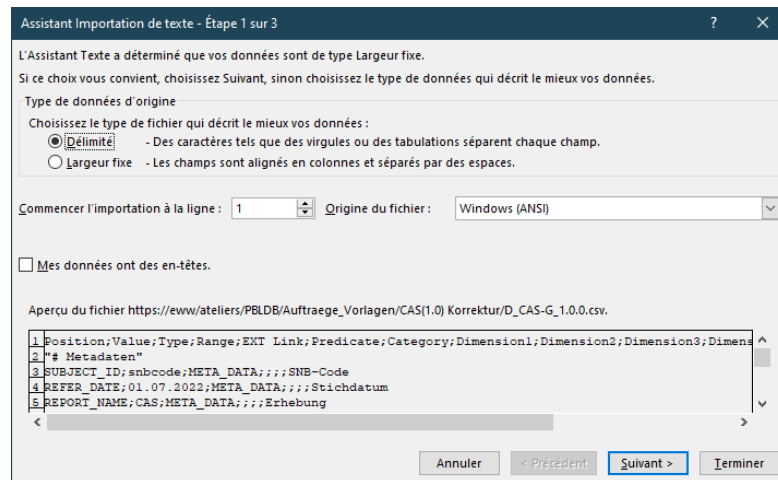 Assistant Importation de texte - Étape 1 sur 3 ? ✕
L'Assistant Texte a déterminé que vos données sont de type Largeur fixe.
Si ce choix vous convient, choisissez Suivant, sinon choisissez le type de données qui décrit le mieux vos données.
Type de données d'origine
Choisissez le type de fichier qui décrit le mieux vos données :
Délimité - Des caractères tels que des virgules ou des tabulations séparent chaque champ.
Largeur fixe - Les champs sont alignés en colonnes et séparés par des espaces.
Commencer l'importation à la ligne : 1 Origine du fichier : Windows (ANSI)
Mes données ont des en-têtes.
Aperçu du fichier https://eww/ateliers/PBLDB/Auftraege_Vorlagen/CAS(1.0) Korrektur/D_CAS-G_1.0.0.csv.
1 Position;Value;Type;Range;EXT Link;Predicate;Category;Dimension1;Dimension2;Dimension3;Dimens
2 "# Metadaten"
3 SUBJECT_ID;snbcode;META_DATA;;;;SNB-Code
4 REFER_DATE;01.07.2022;META_DATA;;;;Stichdatum
5 REPORT_NAME;CAS;META_DATA;;;;Erhebung
Annuler < Précédent Suivant > Terminer